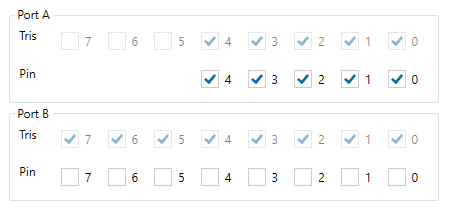 Port A
Tris 7 6 5 4 3 2 1 0
Pin 4 3 2 1 0
Port B
Tris 7 6 5 4 3 2 1 0
Pin 7 6 5 4 3 2 1 0